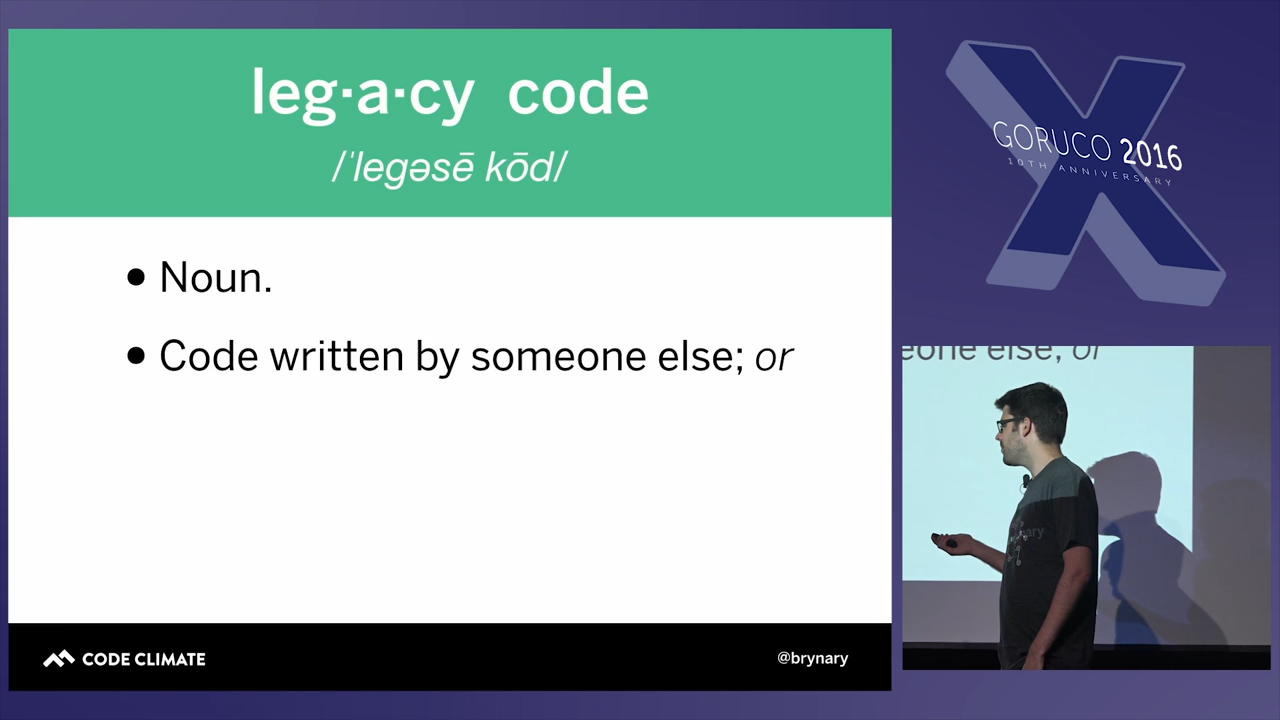 leg·a·cy code
/ˈlegəsē kōd/
• Noun.
• Code written by someone else; or
CODE CLIMATE
@brynary
GORUCO 2016
10TH ANNIVERSARY
eone else; or